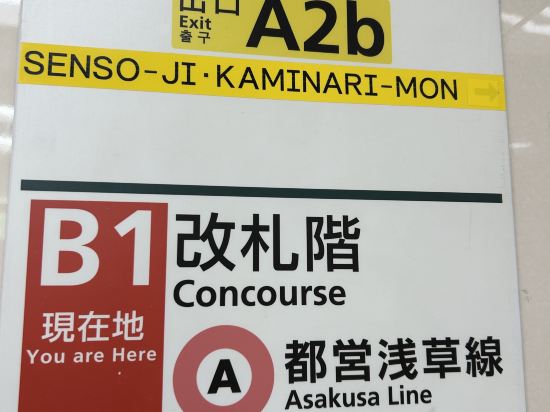 出口
Exit
출구
A2b
SENSO-JI・KAMINARI-MON →
B1
改札階
Concourse
現在地
You are Here
A
都営浅草線
Asakusa Line